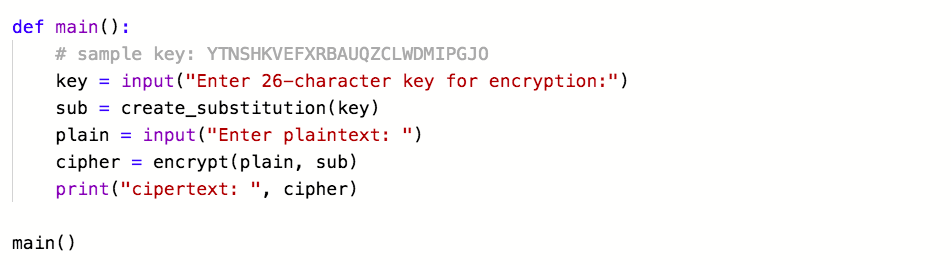 def main():
# sample key: YTNSHKVEFXRBAUQZCLWDMIPGJO
key = input("Enter 26-character key for encryption:")
sub = create_substitution(key)
plain = input("Enter plaintext: ")
cipher = encrypt(plain, sub)
print("cipertext: ", cipher)
main()